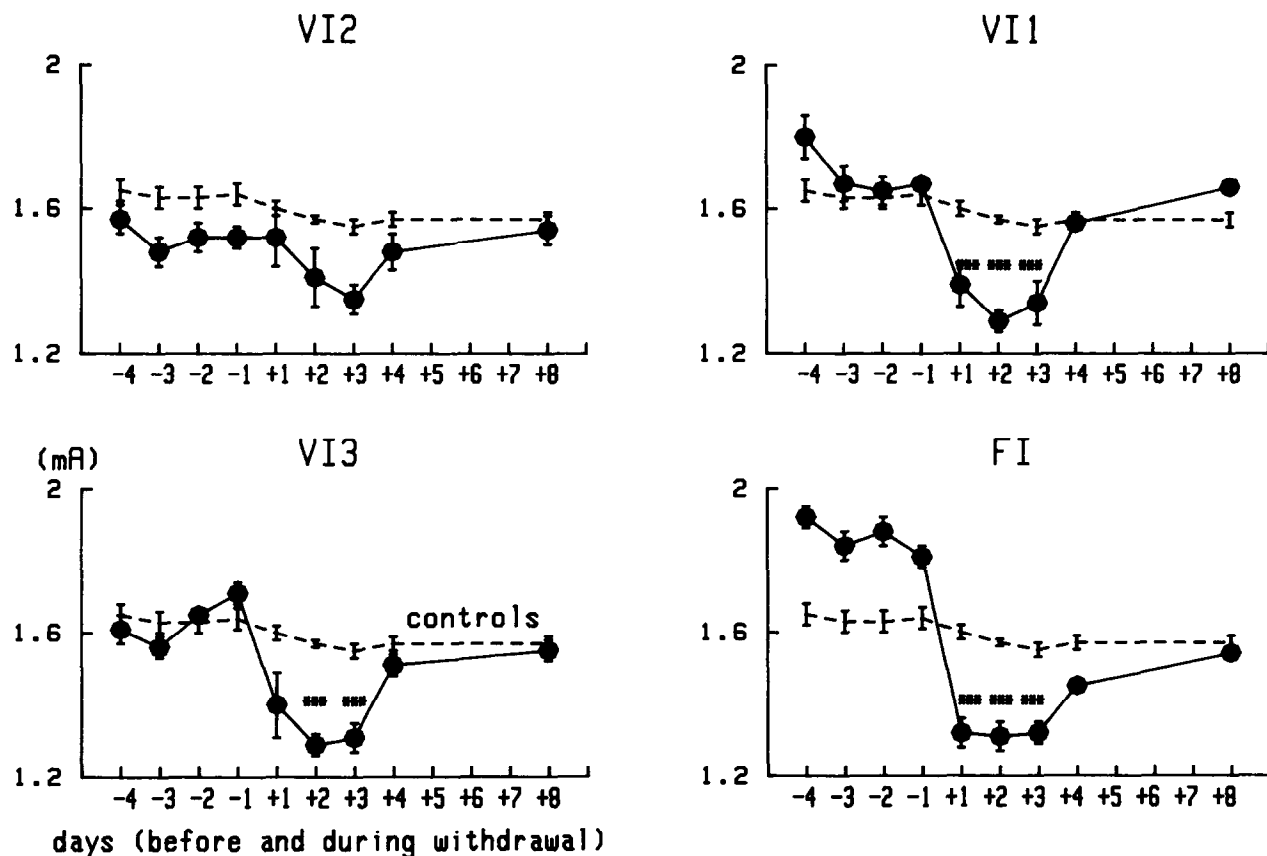 VI2
VI1
2
1.6
1.2
-4 -3 -2 -1 +1 +2 +3 +4 +5 +6 +7 +8
2
1.6
*** *** ***
1.2
-4 -3 -2 -1 +1 +2 +3 +4 +5 +6 +7 +8
(mA)
VI3
FI
2
1.6
controls
*** ***
1.2
-4 -3 -2 -1 +1 +2 +3 +4 +5 +6 +7 +8
days (before and during withdrawal)
2
1.6
*** *** ***
1.2
-4 -3 -2 -1 +1 +2 +3 +4 +5 +6 +7 +8